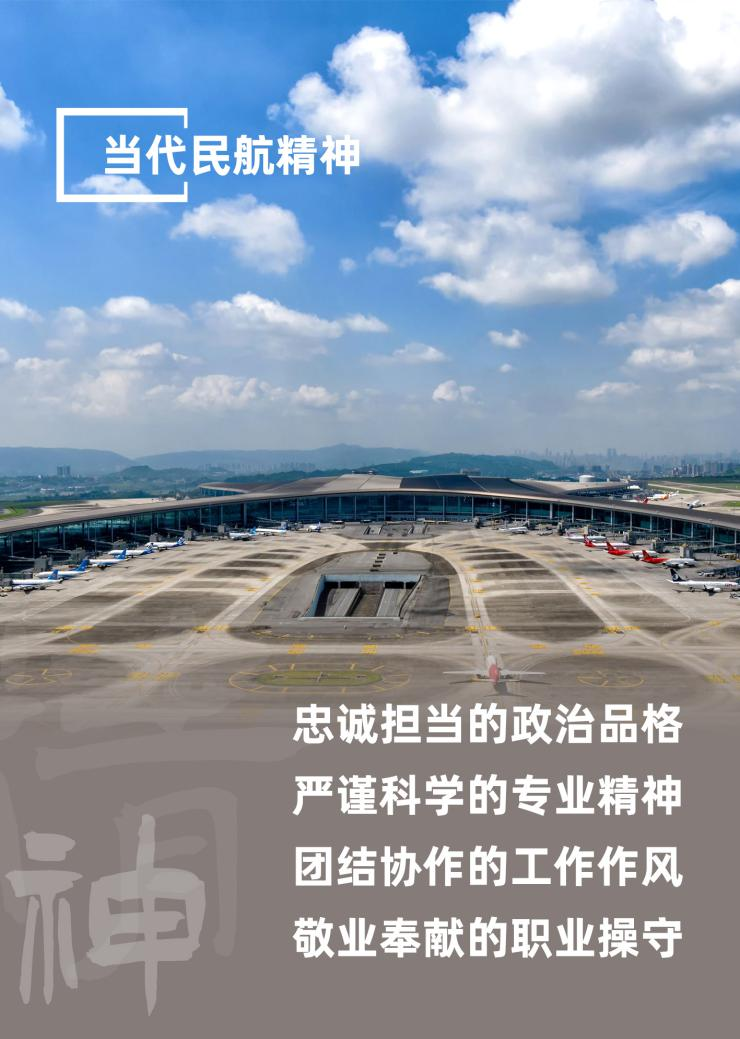 当代民航精神
忠诚担当的政治品格
严谨科学的专业精神
团结协作的工作作风
敬业奉献的职业操守
精
神